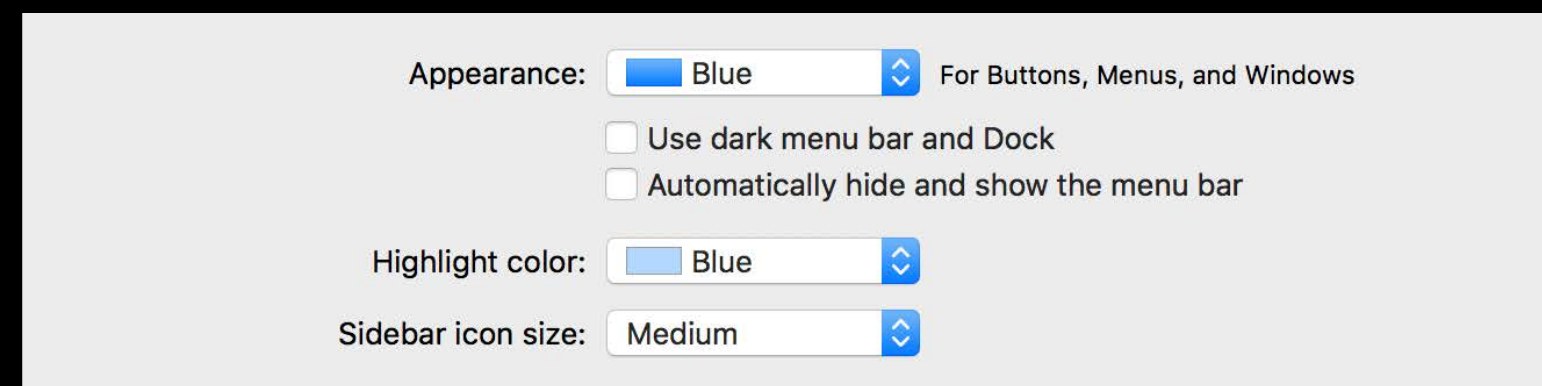 Appearance: Blue For Buttons, Menus, and Windows
Use dark menu bar and Dock
Automatically hide and show the menu bar
Highlight color: Blue
Sidebar icon size: Medium